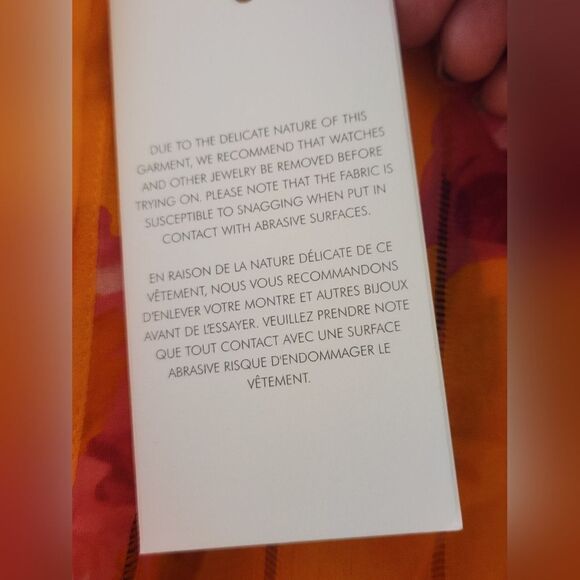 DUE TO THE DELICATE NATURE OF THIS
GARMENT, WE RECOMMEND THAT WATCHES
AND OTHER JEWELRY BE REMOVED BEFORE
TRYING ON. PLEASE NOTE THAT THE FABRIC IS
SUSCEPTIBLE TO SNAGGING WHEN PUT IN
CONTACT WITH ABRASIVE SURFACES.
EN RAISON DE LA NATURE DÉLICATE DE CE
VÊTEMENT, NOUS VOUS RECOMMANDONS
D'ENLEVER VOTRE MONTRE ET AUTRES BIJOUX
AVANT DE L'ESSAYER. VEUILLEZ PRENDRE NOTE
QUE TOUT CONTACT AVEC UNE SURFACE
ABRASIVE RISQUE D'ENDOMMAGER LE
VÊTEMENT.